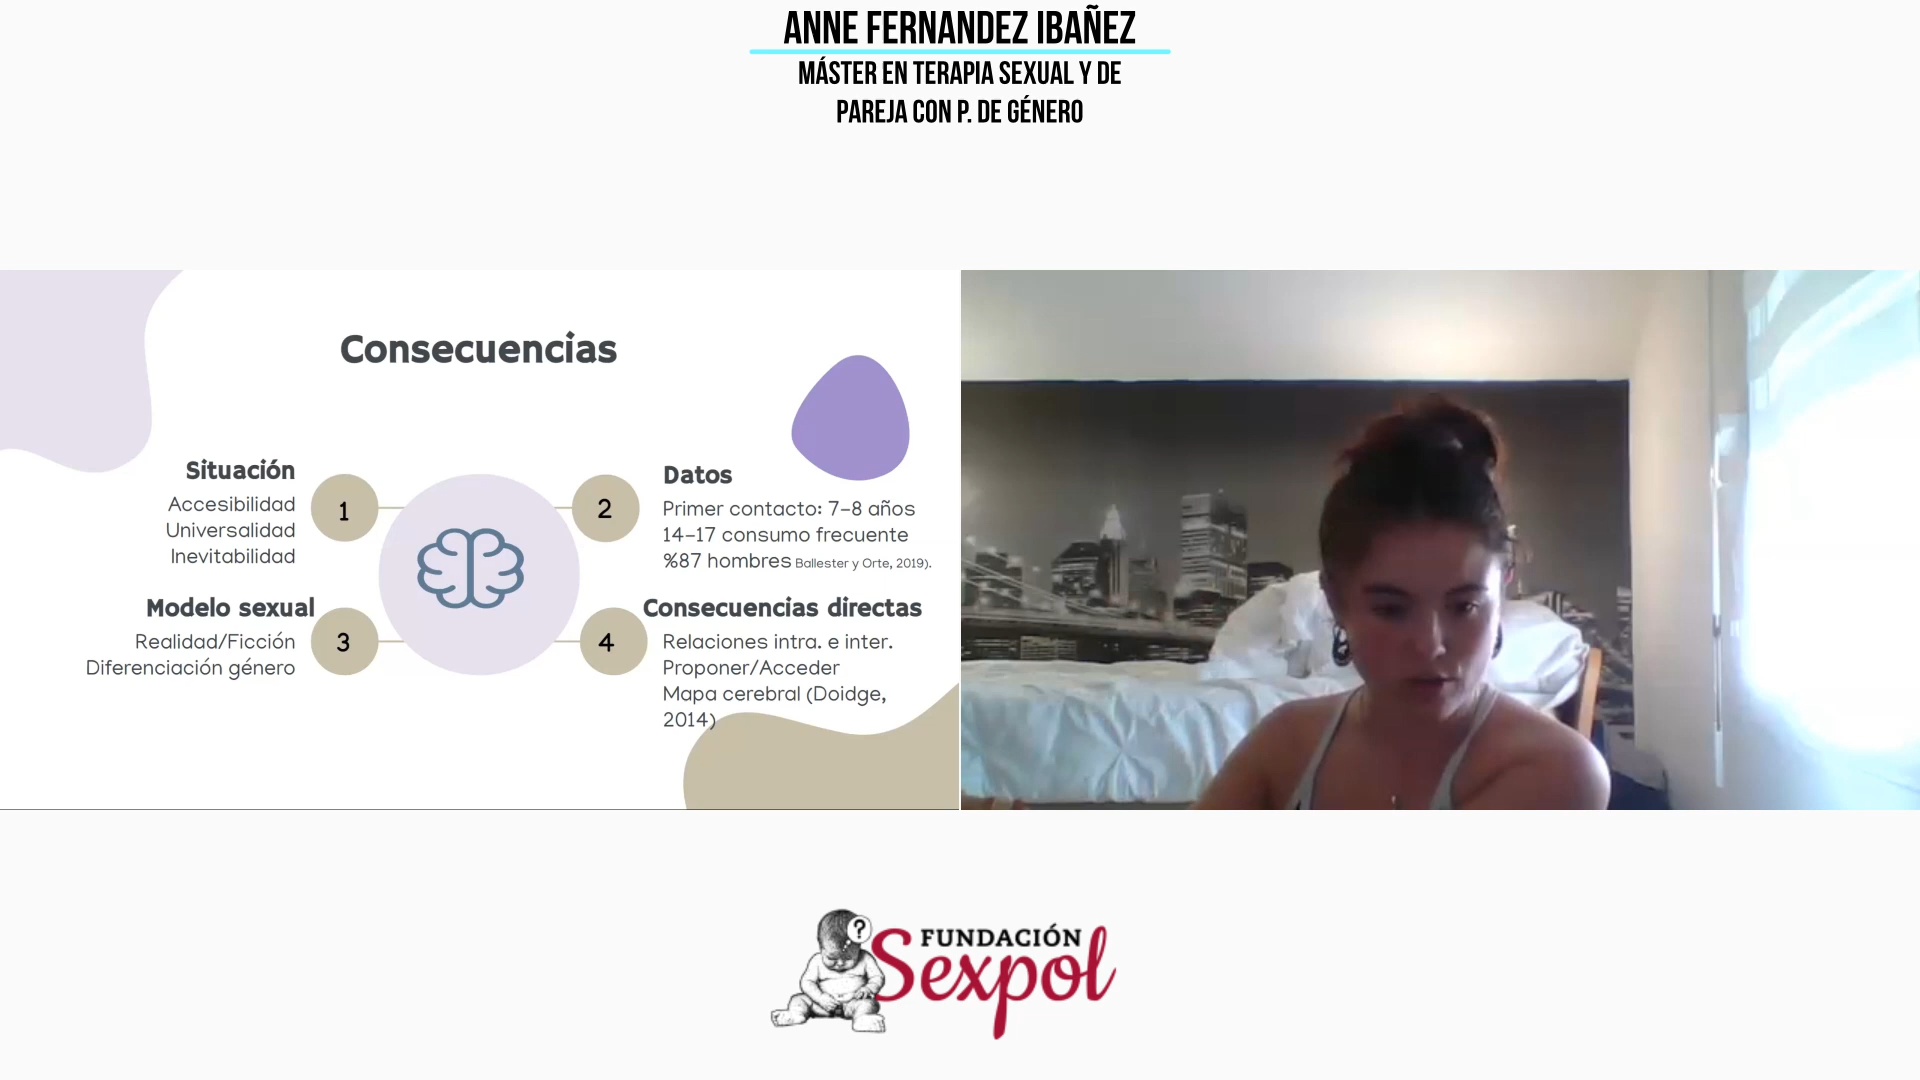 ANNE FERNANDEZ IBAÑEZ
MÁSTER EN TERAPIA SEXUAL Y DE
PAREJA CON P. DE GÉNERO
Consecuencias
Situación
Accesibilidad
Universalidad
Inevitabilidad
1
2
Datos
Primer contacto: 7-8 años
14-17 consumo frecuente
%87 hombres Ballester y Orte, 2019).
Modelo sexual
Realidad/Ficción
Diferenciación género
3
4
Consecuencias directas
Relaciones intra. e inter.
Proponer/Acceder
Mapa cerebral (Doidge,
2014)
?
FUNDACIÓN
Sexpol